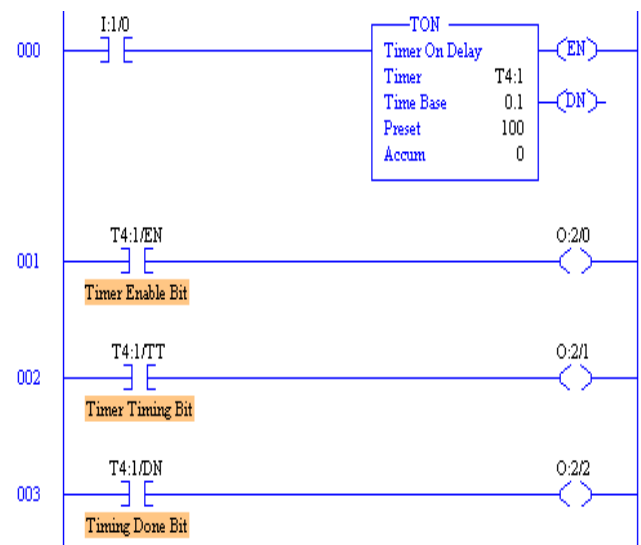 I:1/0
TON
000
Timer On Delay
EN
Timer T4:1
Time Base 0.1
DN
Preset 100
Accum 0
T4:1/EN O:2/0
001
Timer Enable Bit
T4:1/TT O:2/1
002
Timer Timing Bit
T4:1/DN O:2/2
003
Timing Done Bit